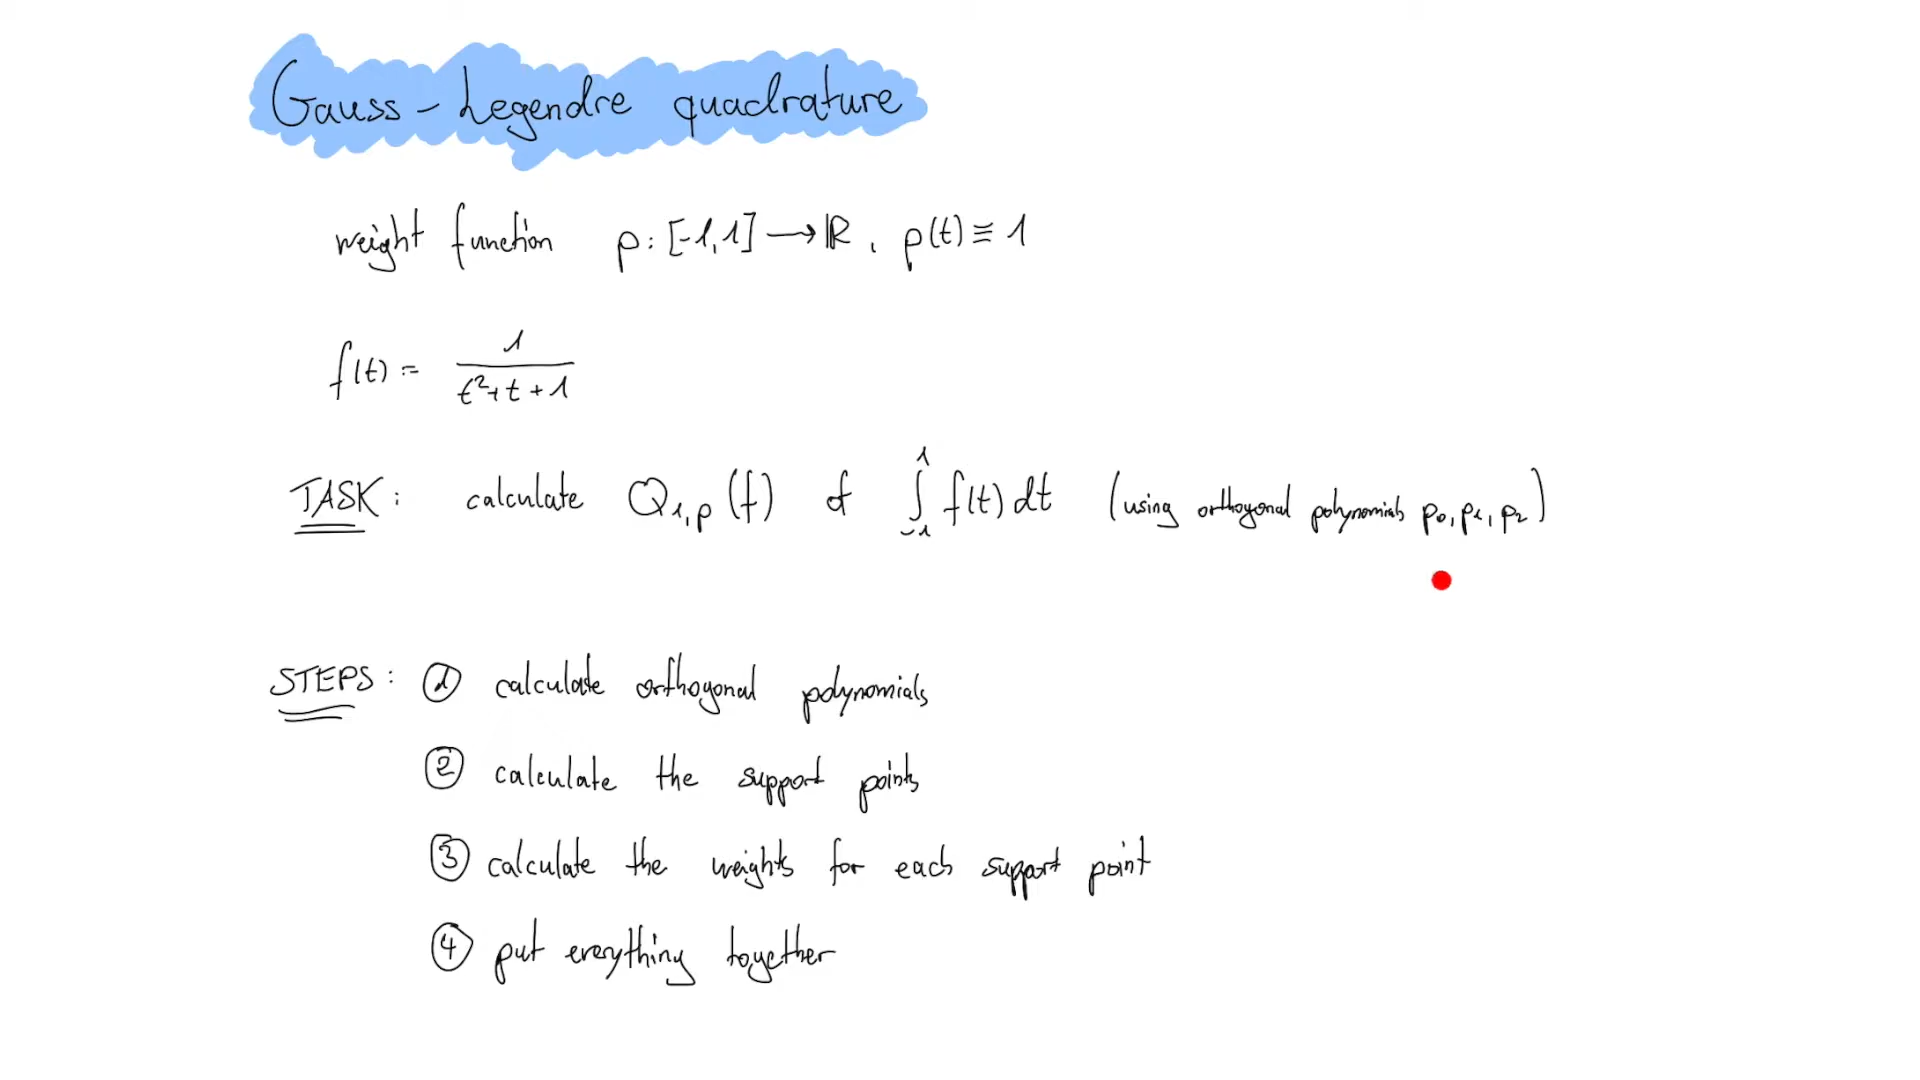 Gauss - Legendre quadrature
weight function p: [-1,1] → ℝ, p(t) ≡ 1
f(t) = 1/(t²+t+1)
TASK: calculate Q₁,ₚ(f) of ∫₋₁¹ f(t) dt (using orthogonal polynomials p₀, p₁, p₂)
STEPS: ① calculate orthogonal polynomials
② calculate the support points
③ calculate the weights for each support point
④ put everything together